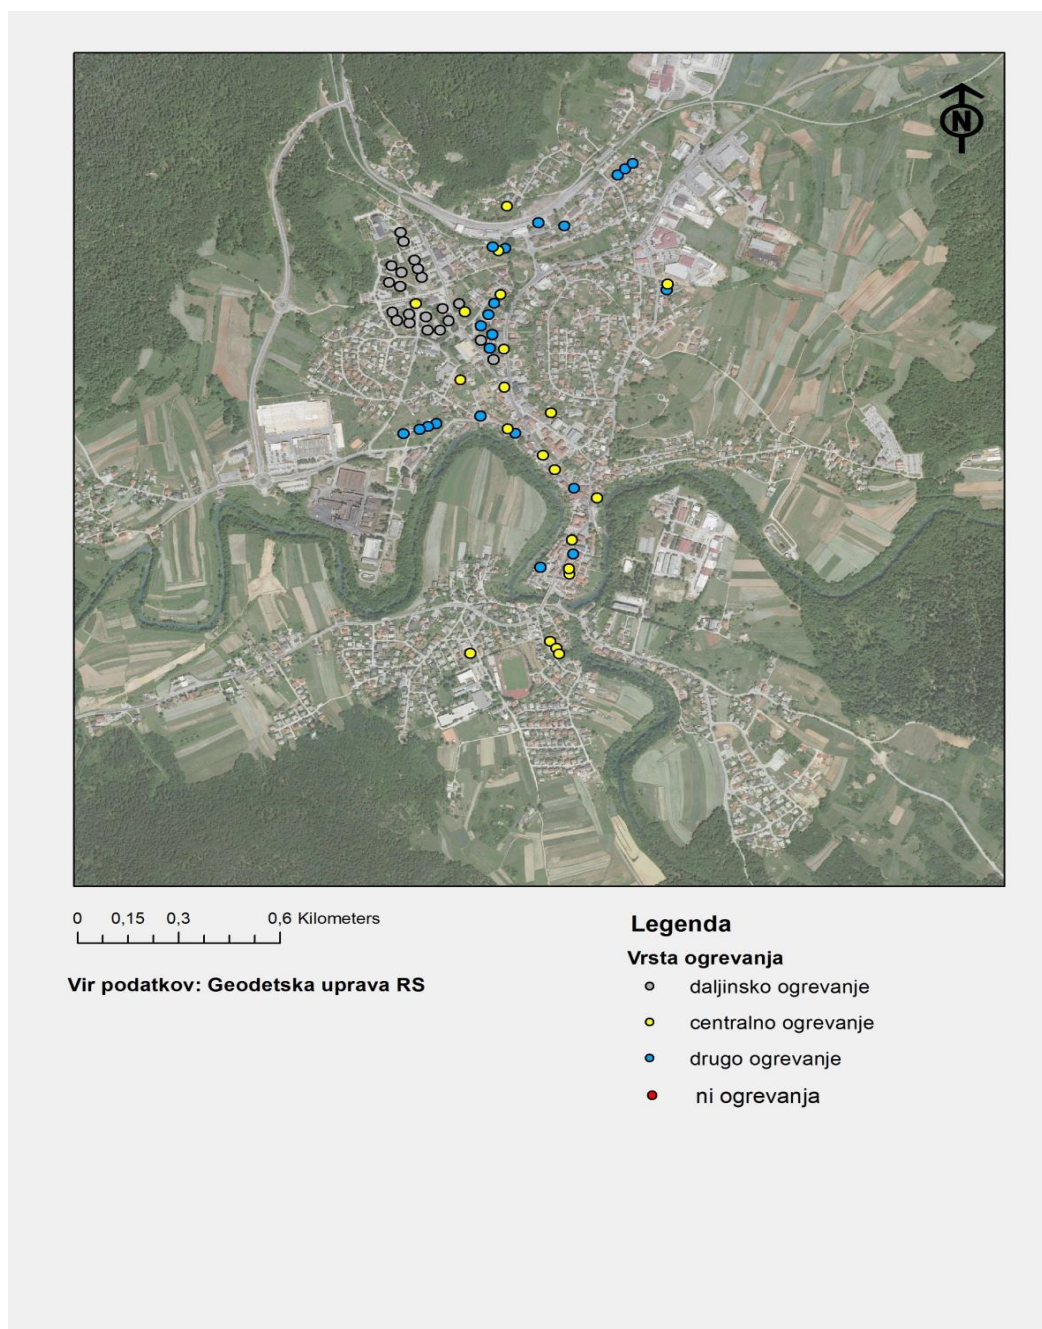 N
0 0,15 0,3 0,6 Kilometers
Vir podatkov: Geodetska uprava RS
Legenda
Vrsta ogrevanja
daljinsko ogrevanje
centralno ogrevanje
drugo ogrevanje
ni ogrevanja